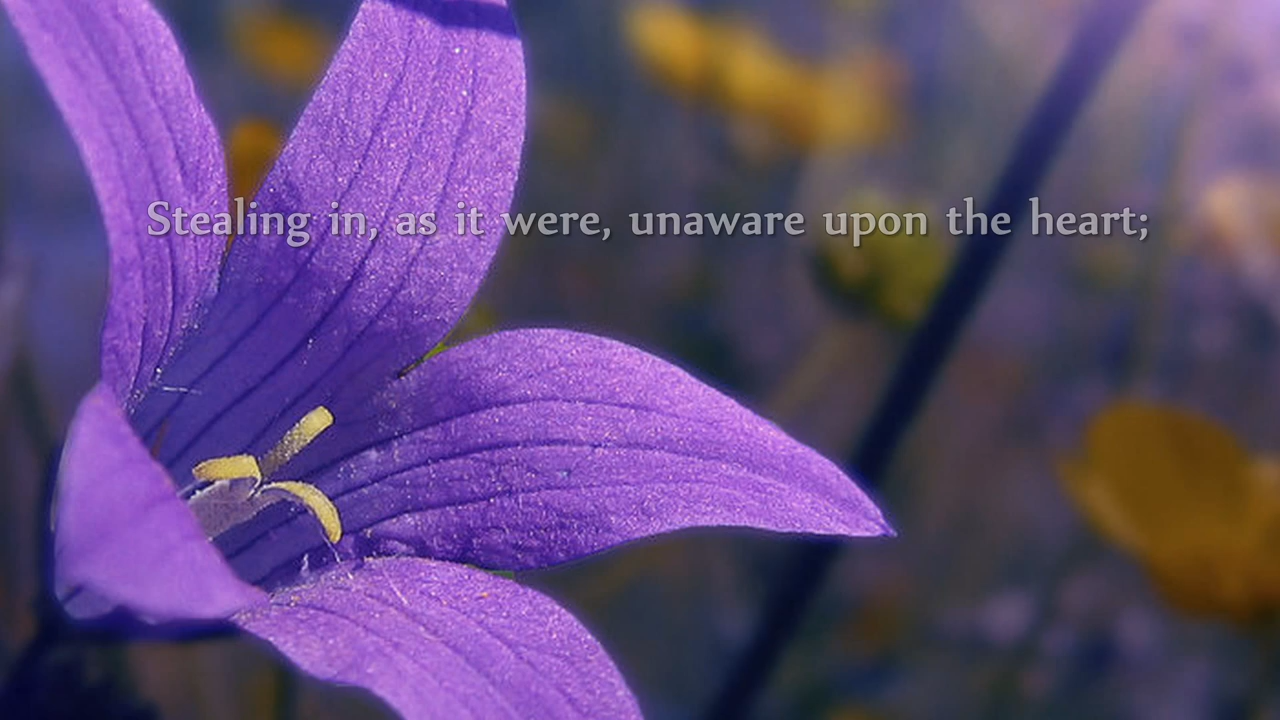 Stealing in, as it were, unaware upon the heart;